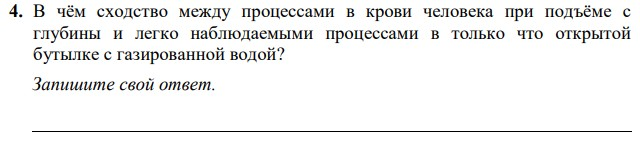 4. В чём сходство между процессами в крови человека при подъёме с
глубины и легко наблюдаемыми процессами в только что открытой
бутылке с газированной водой?
Запишите свой ответ.